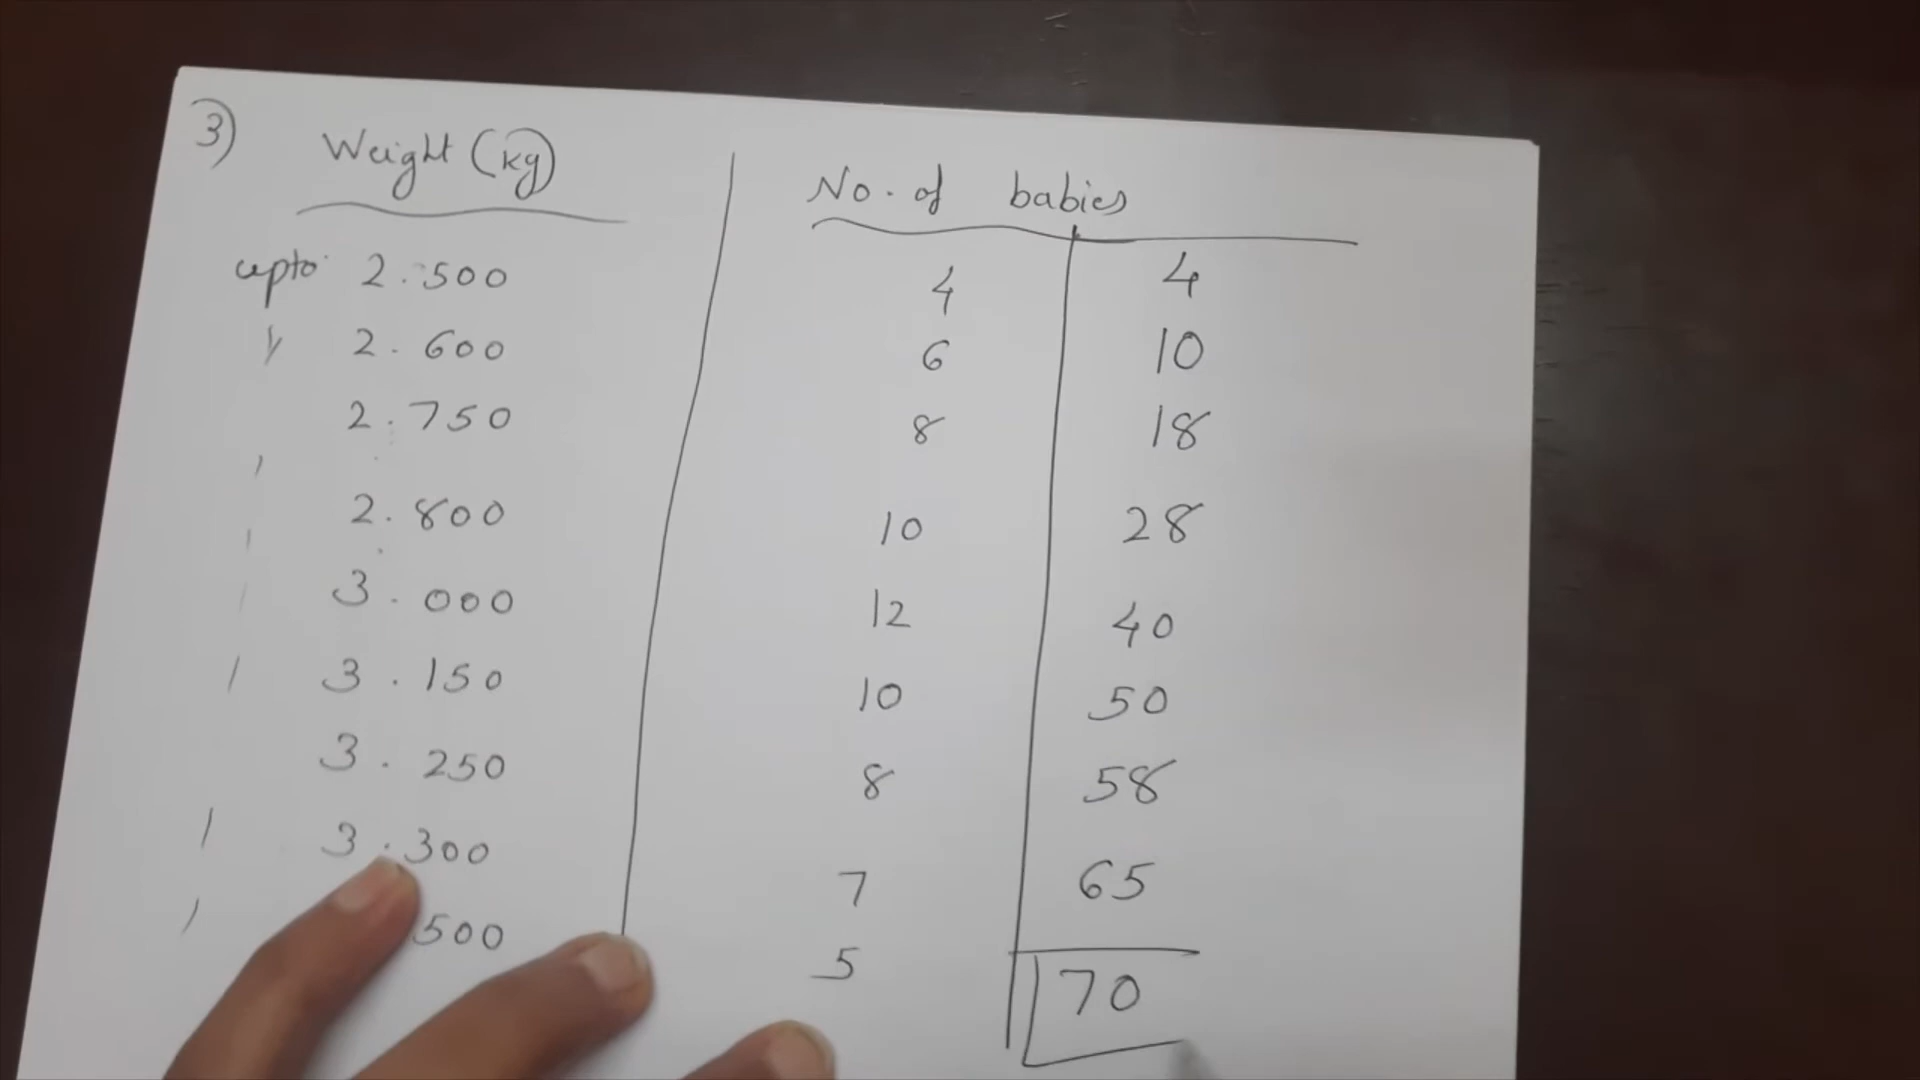 3) Weight (kg) No. of babies
upto 2.500 4 4
" 2.600 6 10
2.750 8 18
2.800 10 28
3.000 12 40
3.150 10 50
3.250 8 58
3.300 7 65
500 5 70